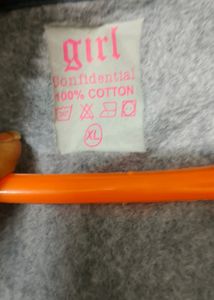 girl
Confidential
100% COTTON
XL